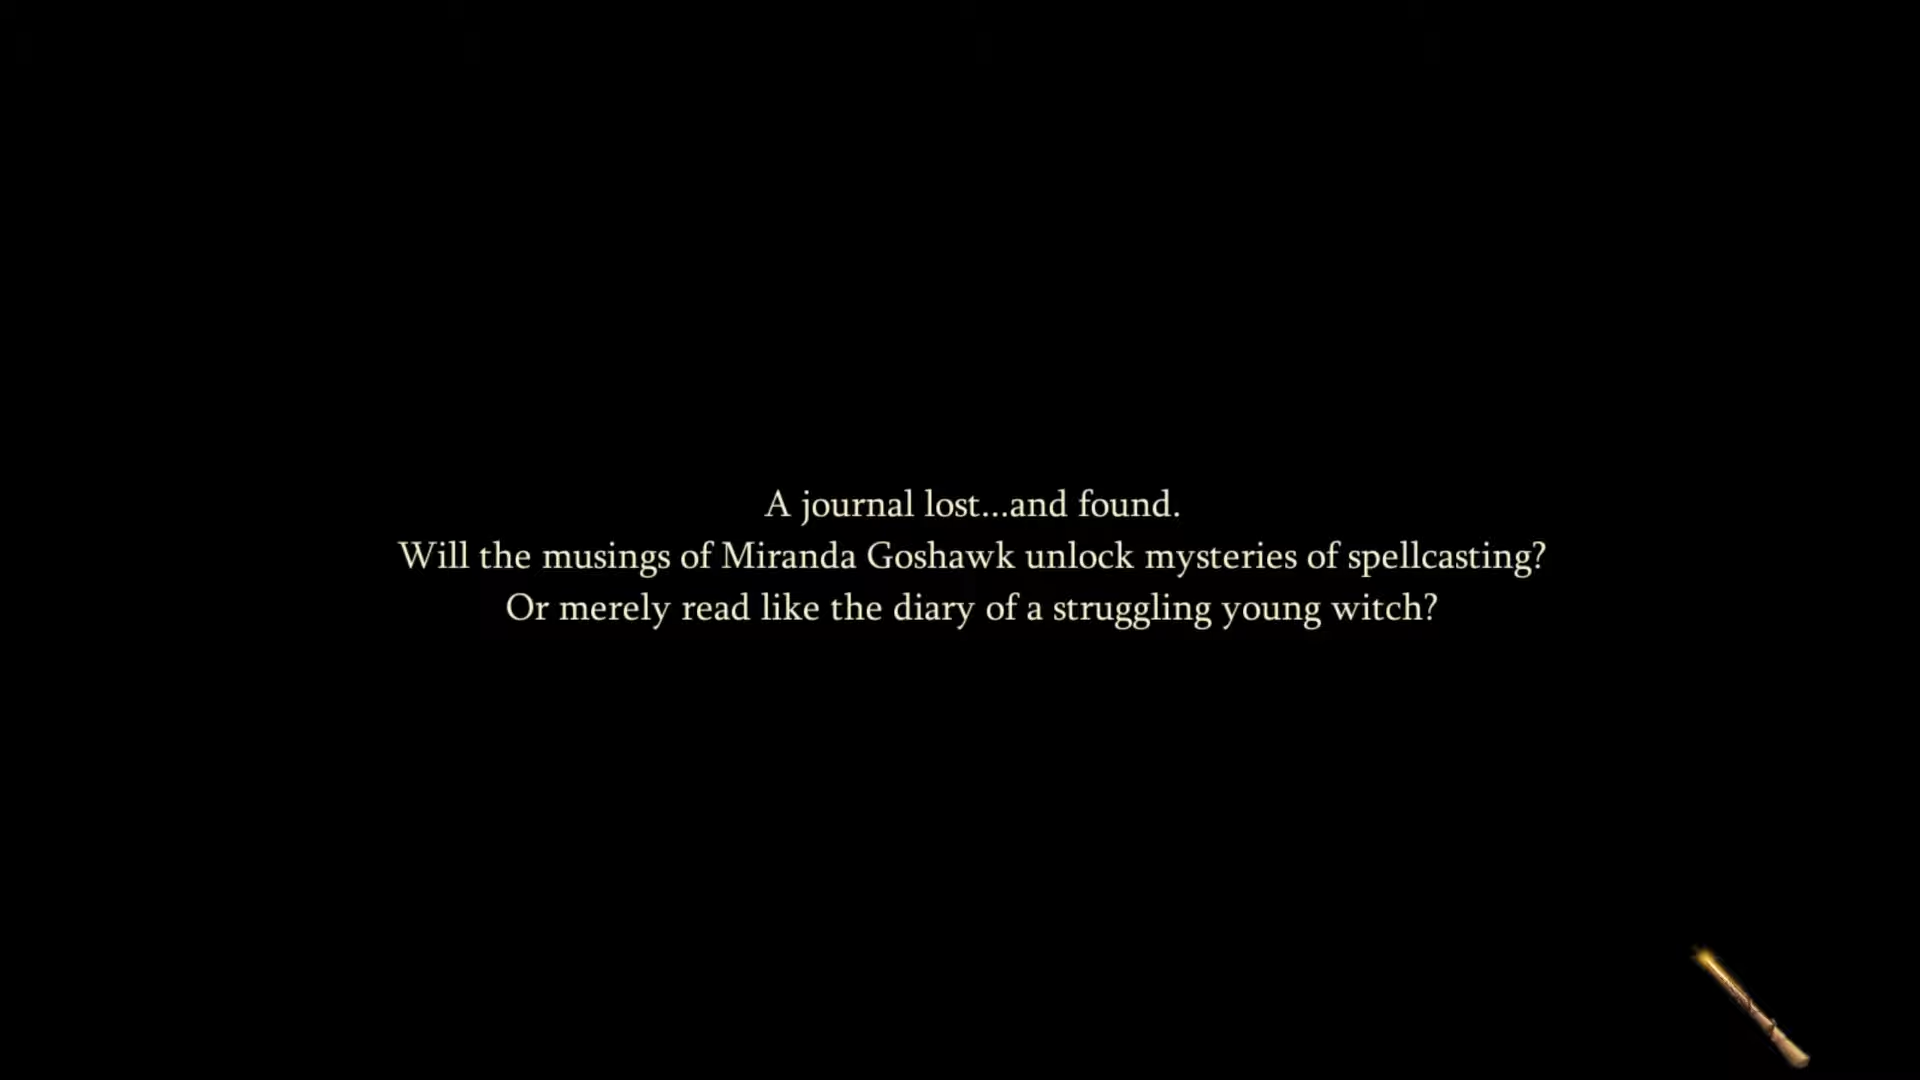 A journal lost...and found.
Will the musings of Miranda Goshawk unlock mysteries of spellcasting?
Or merely read like the diary of a struggling young witch?